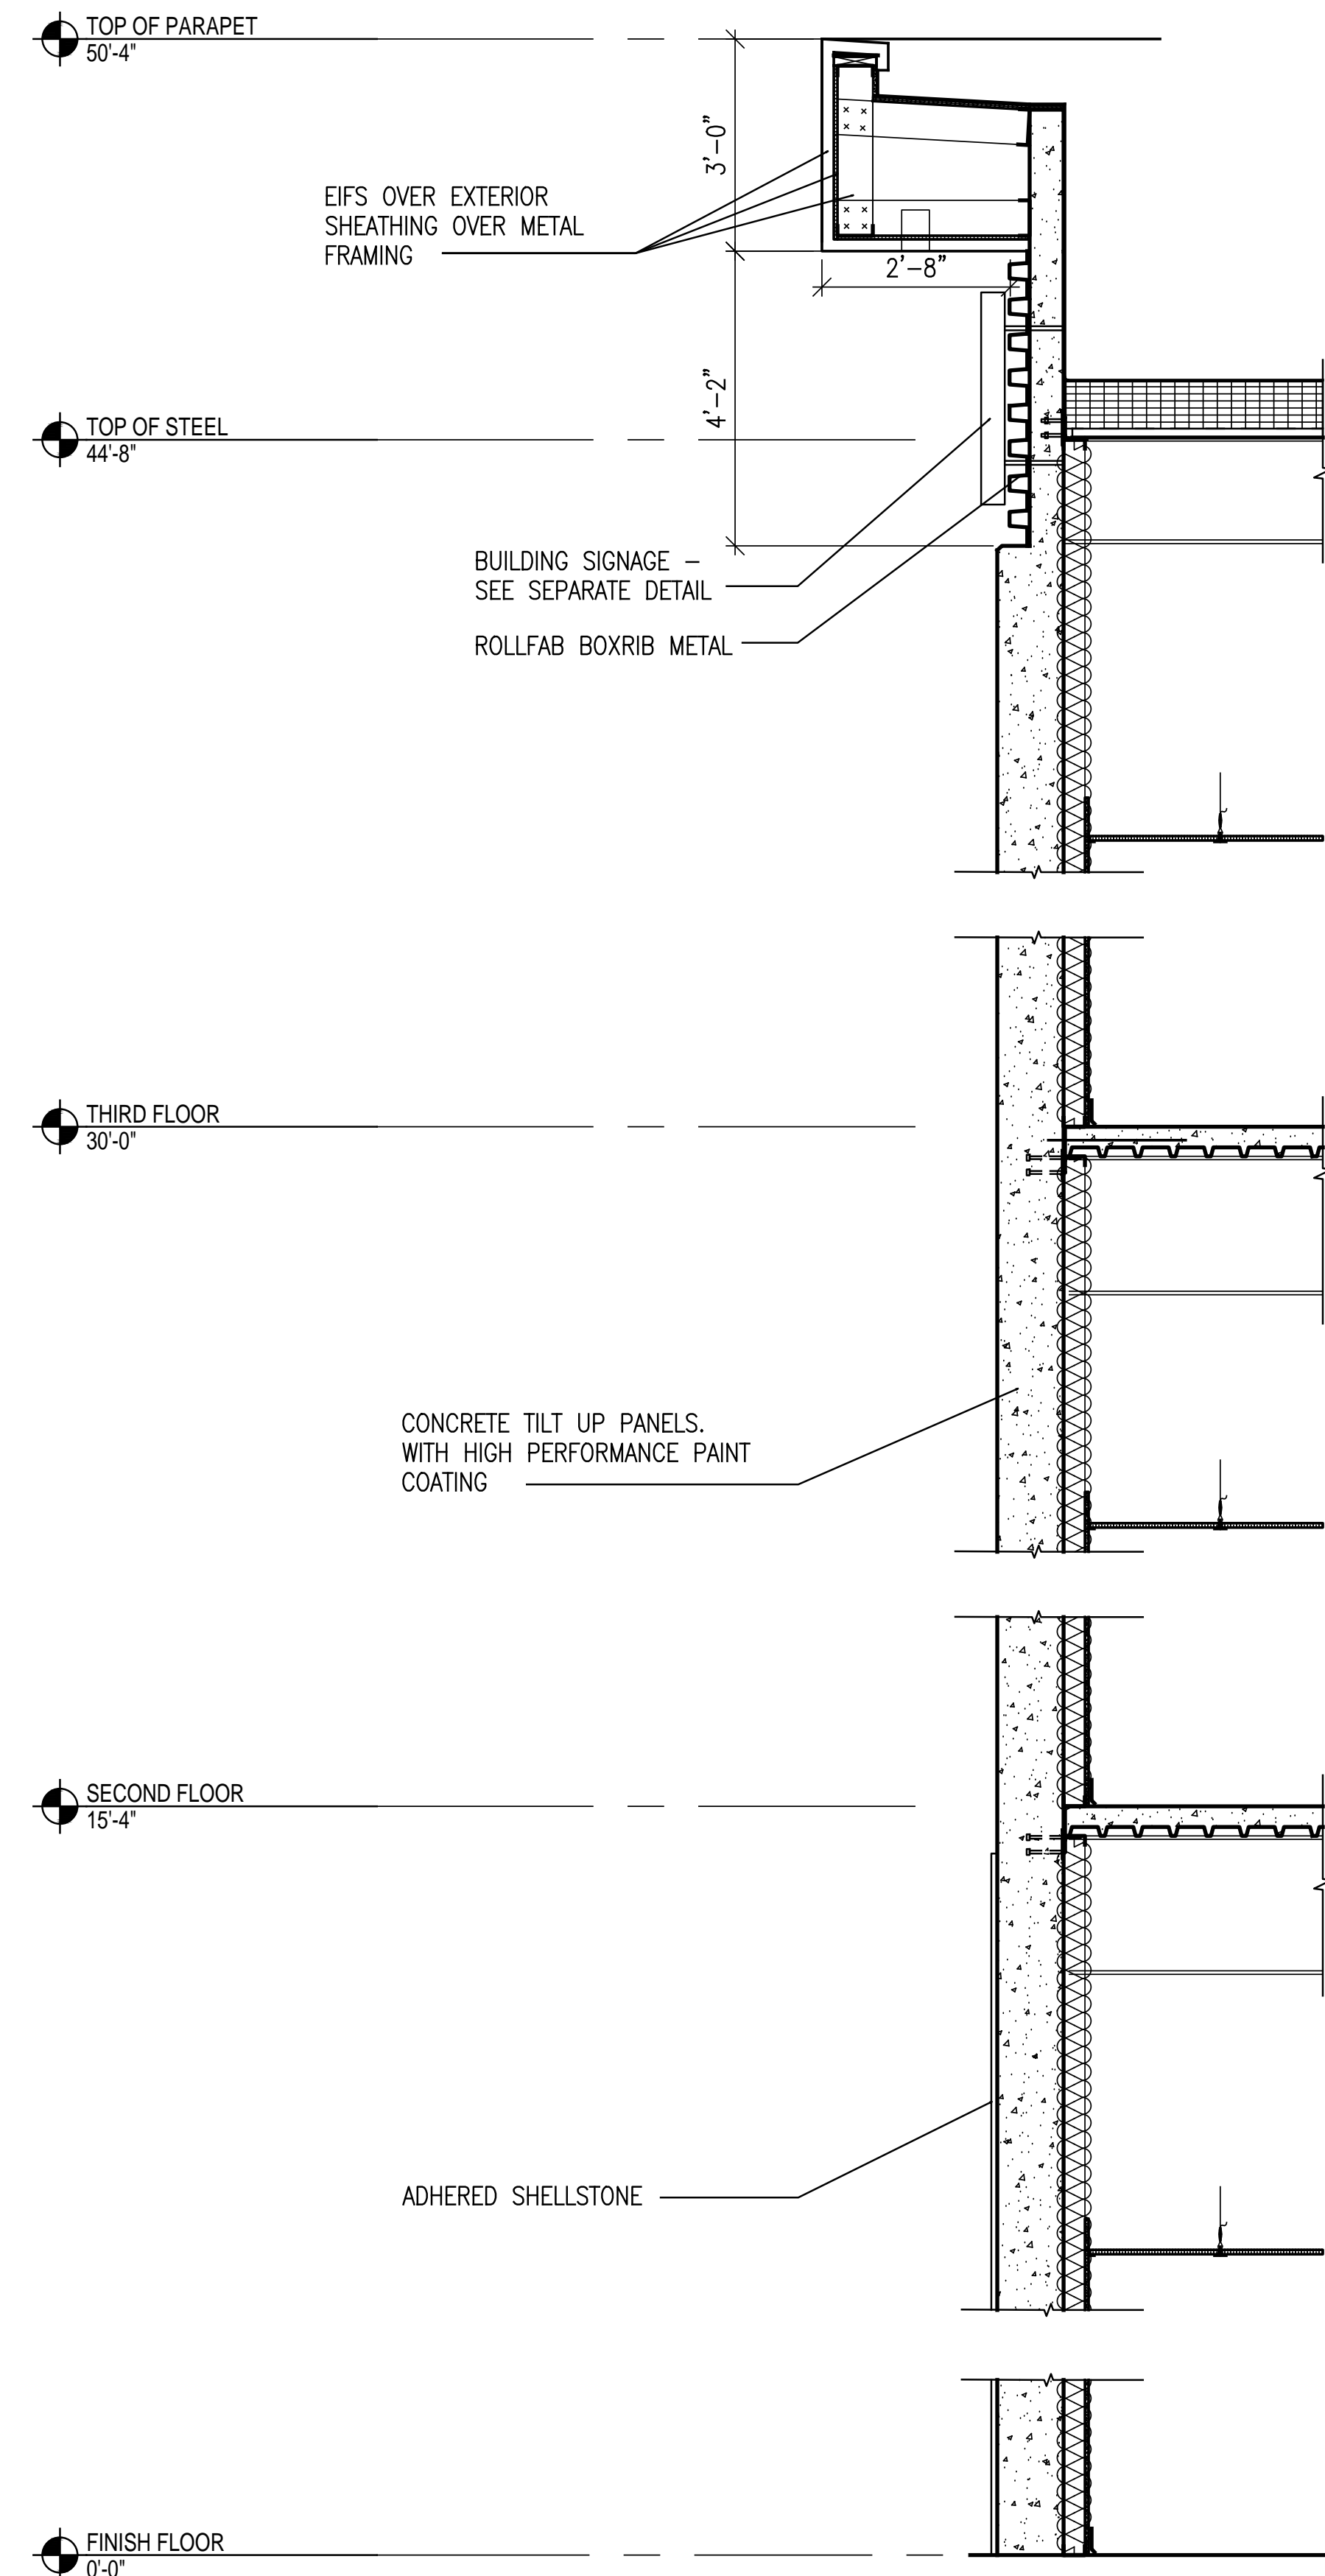 TOP OF PARAPET
50'-4"
3'-0"
EIFS OVER EXTERIOR
SHEATHING OVER METAL
FRAMING
2'-8"
4'-2"
TOP OF STEEL
44'-8"
BUILDING SIGNAGE -
SEE SEPARATE DETAIL
ROLLFAB BOXRIB METAL
THIRD FLOOR
30'-0"
CONCRETE TILT UP PANELS.
WITH HIGH PERFORMANCE PAINT
COATING
SECOND FLOOR
15'-4"
ADHERED SHELLSTONE
FINISH FLOOR
0'-0"